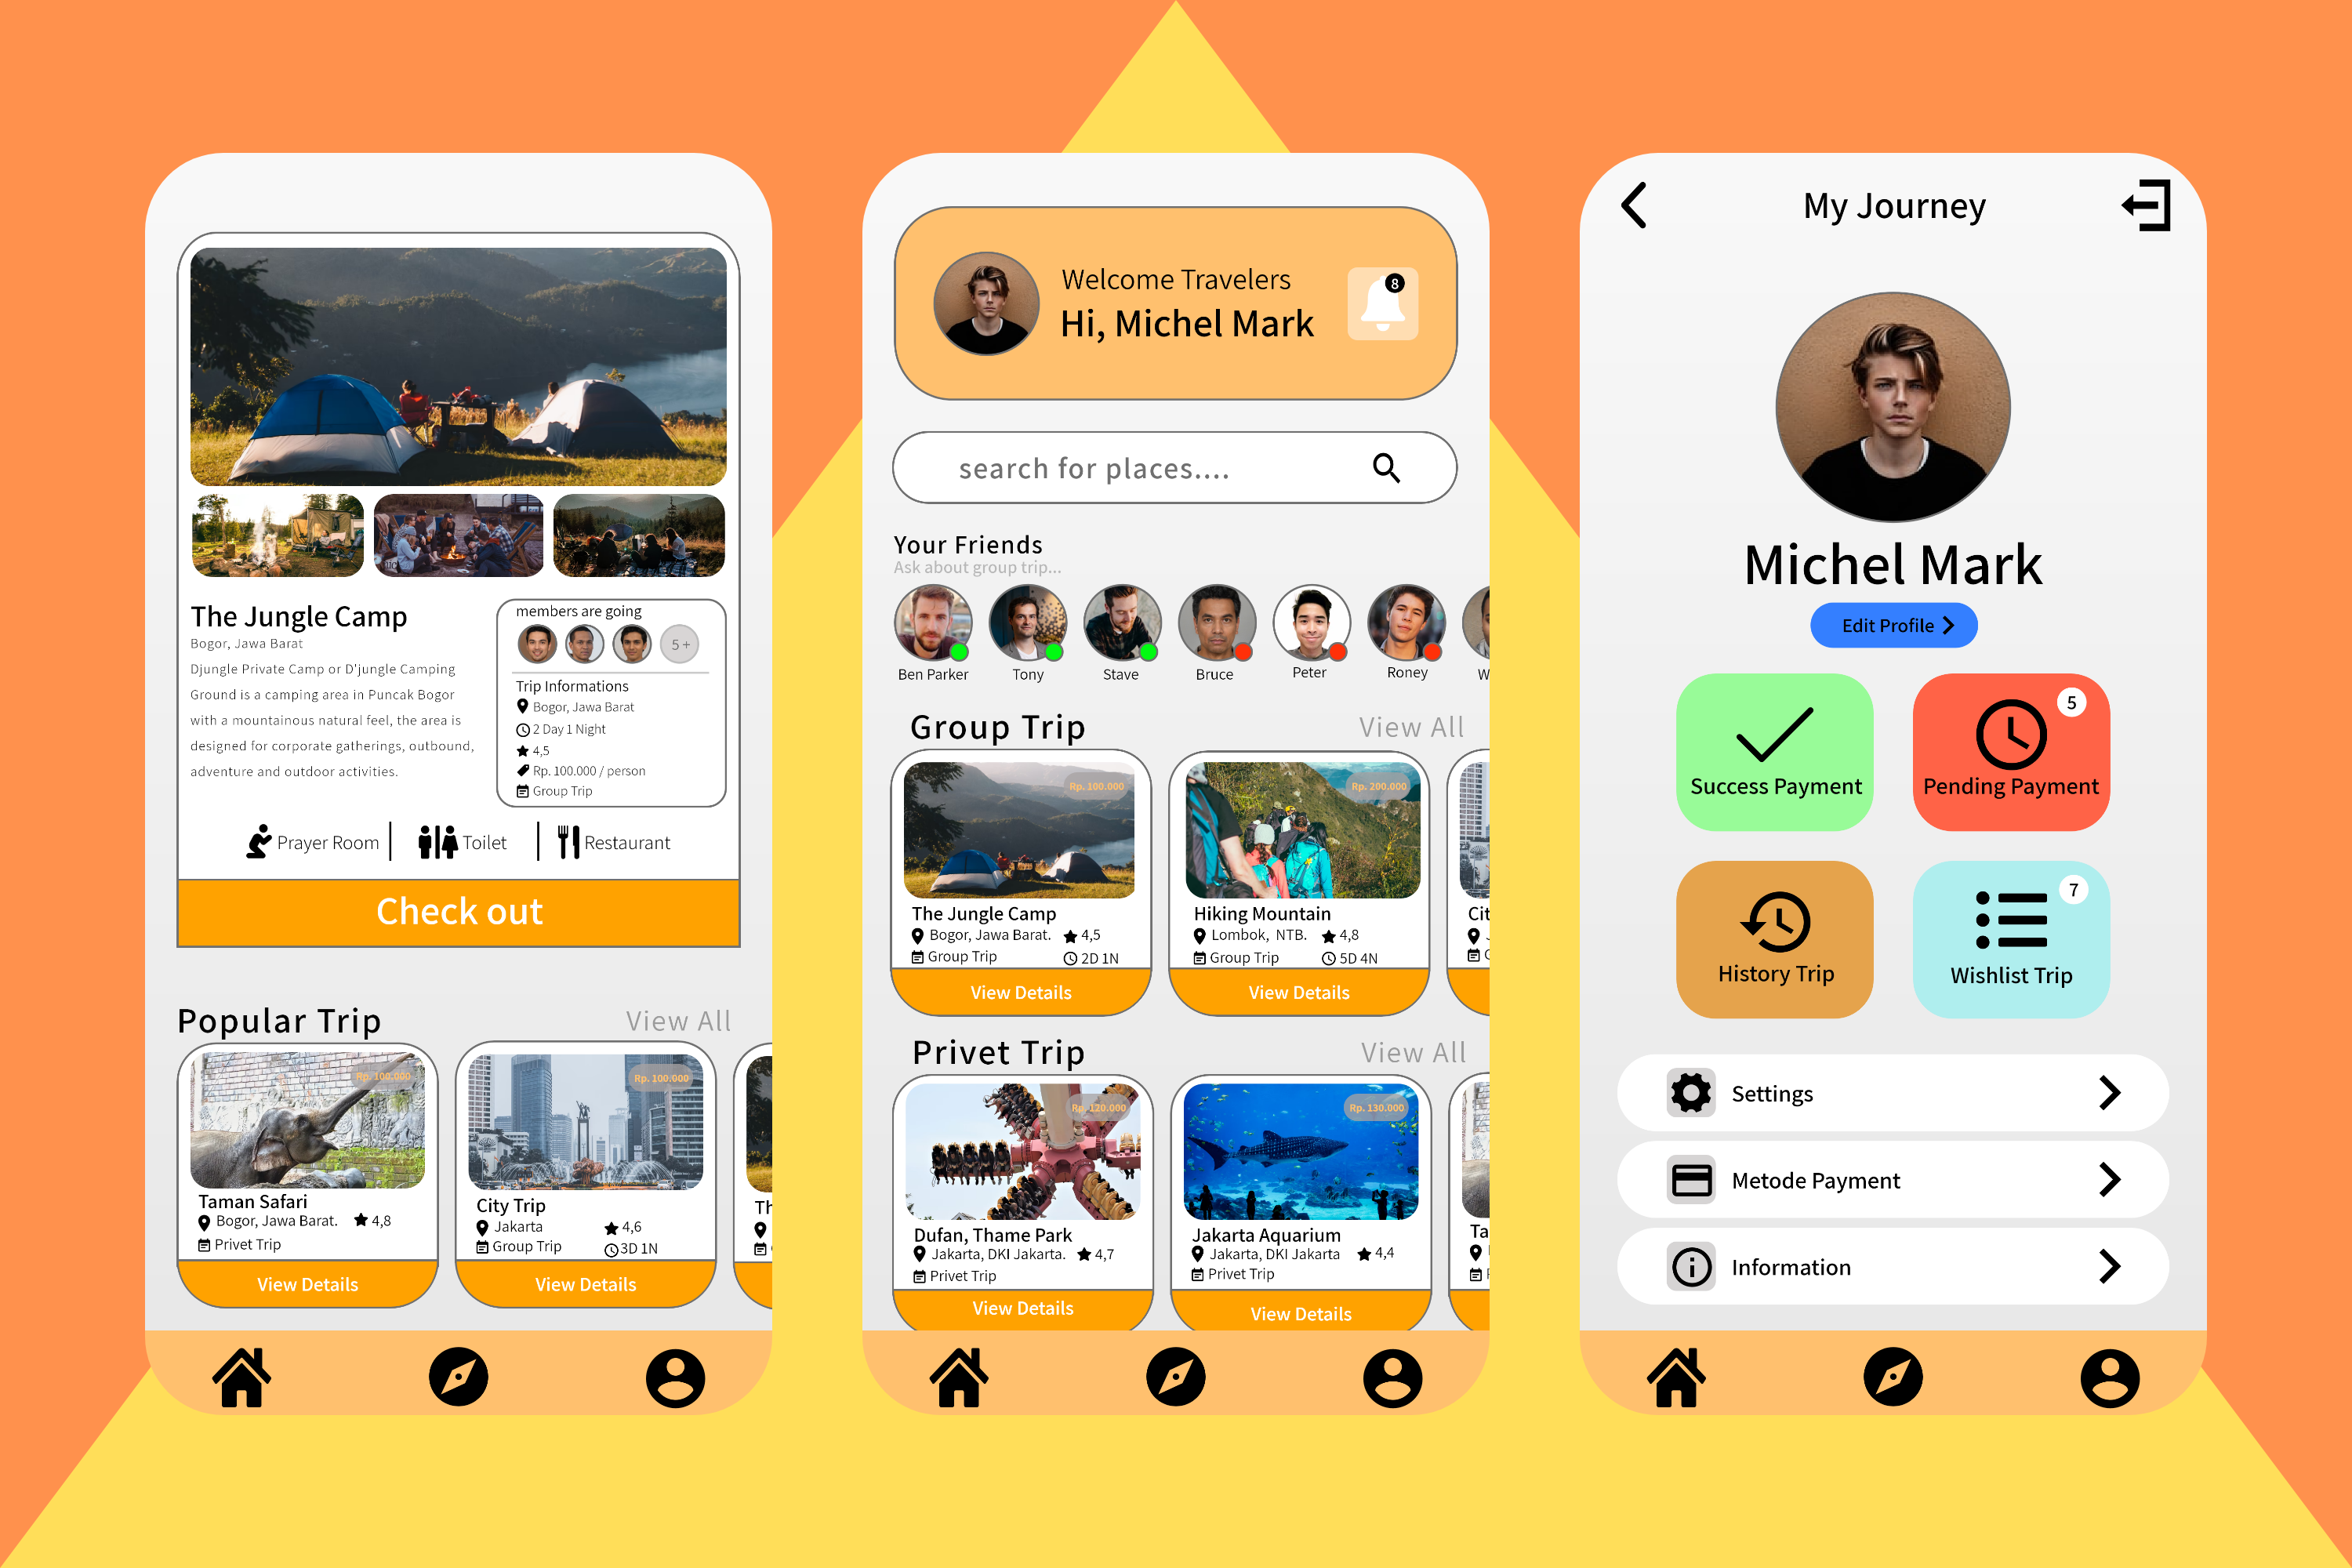 The Jungle Camp
Bogor, Jawa Barat
Djungle Private Camp or D'jungle Camping
Ground is a camping area in Puncak Bogor
with a mountainous natural feel, the area is
designed for corporate gatherings, outbound,
adventure and outdoor activities.
members are going
5 +
Trip Informations
Bogor, Jawa Barat
2 Day 1 Night
4,5
Rp. 100.000 / person
Group Trip
Prayer Room
Toilet
Restaurant
Check out
Popular Trip
View All
Rp. 100.000
Taman Safari
Bogor, Jawa Barat.
4,8
Privet Trip
View Details
Rp. 100.000
City Trip
Jakarta
4,6
Group Trip
3D 1N
View Details
Th
Welcome Travelers
Hi, Michel Mark
8
search for places....
Your Friends
Ask about group trip...
Ben Parker
Tony
Stave
Bruce
Peter
Roney
W
Group Trip
View All
Rp. 100.000
The Jungle Camp
Bogor, Jawa Barat.
4,5
Group Trip
2D 1N
View Details
Rp. 200.000
Hiking Mountain
Lombok, NTB.
4,8
Group Trip
5D 4N
View Details
Cit
Privet Trip
View All
Rp. 120.000
Dufan, Thame Park
Jakarta, DKI Jakarta.
4,7
Privet Trip
View Details
Rp. 130.000
Jakarta Aquarium
Jakarta, DKI Jakarta
4,4
Privet Trip
View Details
Ta
My Journey
Michel Mark
Edit Profile
Success Payment
5
Pending Payment
History Trip
7
Wishlist Trip
Settings
Metode Payment
Information